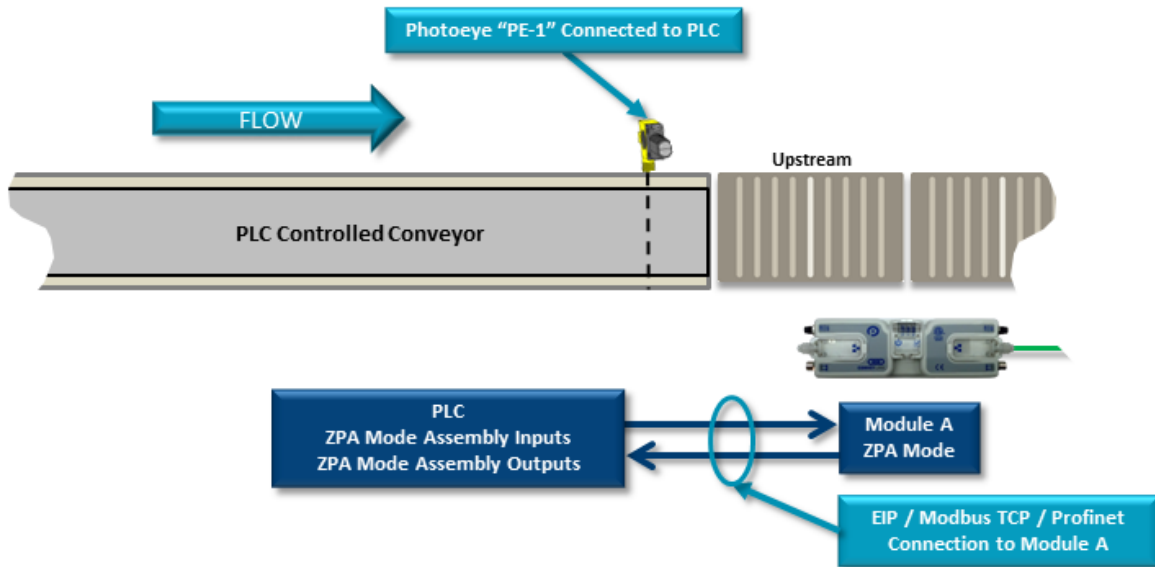 Photoeye “PE-1” Connected to PLC
FLOW
Upstream
PLC Controlled Conveyor
PLC
ZPA Mode Assembly Inputs
ZPA Mode Assembly Outputs
Module A
ZPA Mode
EIP / Modbus TCP / Profinet
Connection to Module A